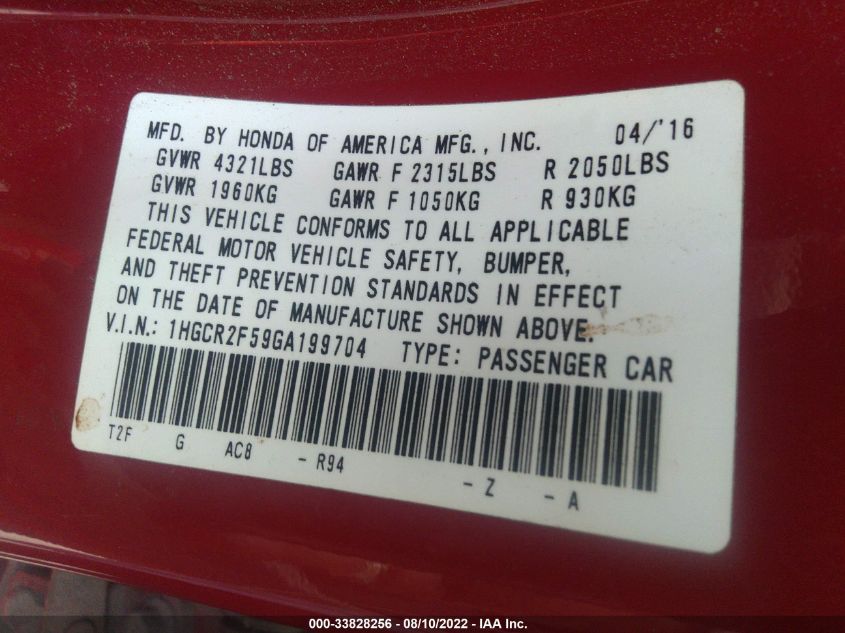 MFD. BY HONDA OF AMERICA MFG., INC. 04/'16
GVWR 4321LBS GAWR F 2315LBS R 2050LBS
GVWR 1960KG GAWR F 1050KG R 930KG
THIS VEHICLE CONFORMS TO ALL APPLICABLE
FEDERAL MOTOR VEHICLE SAFETY, BUMPER,
AND THEFT PREVENTION STANDARDS IN EFFECT
ON THE DATE OF MANUFACTURE SHOWN ABOVE.
V.I.N.: 1HGCR2F59GA199704 TYPE: PASSENGER CAR
T2F G AC8 - R94 - Z - A
000-33828256 - 08/10/2022 - IAA Inc.